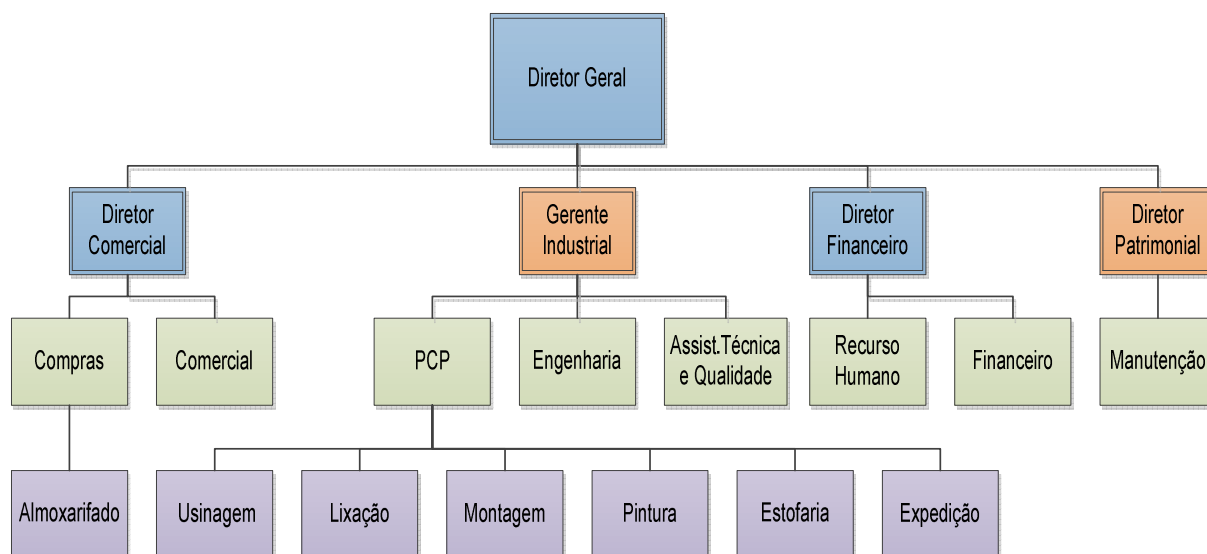 Diretor Geral
Diretor
Comercial
Gerente
Industrial
Diretor
Financeiro
Diretor
Patrimonial
Compras
Comercial
PCP
Engenharia
Assist.Técnica
e Qualidade
Recurso
Humano
Financeiro
Manutenção
Almoxarifado
Usinagem
Lixação
Montagem
Pintura
Estofaria
Expedição